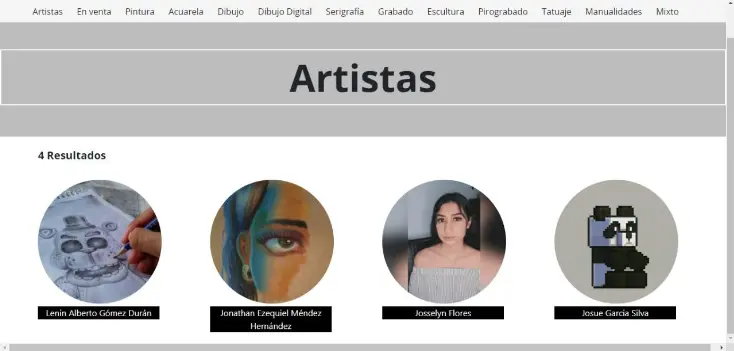 Artistas En venta Pintura Acuarela Dibujo Dibujo Digital Serigrafía Grabado Escultura Pirograbado Tatuaje Manualidades Mixto
Artistas
4 Resultados
Lenin Alberto Gómez Durán
Jonathan Ezequiel Méndez
Hernández
Josselyn Flores
Josue García Silva